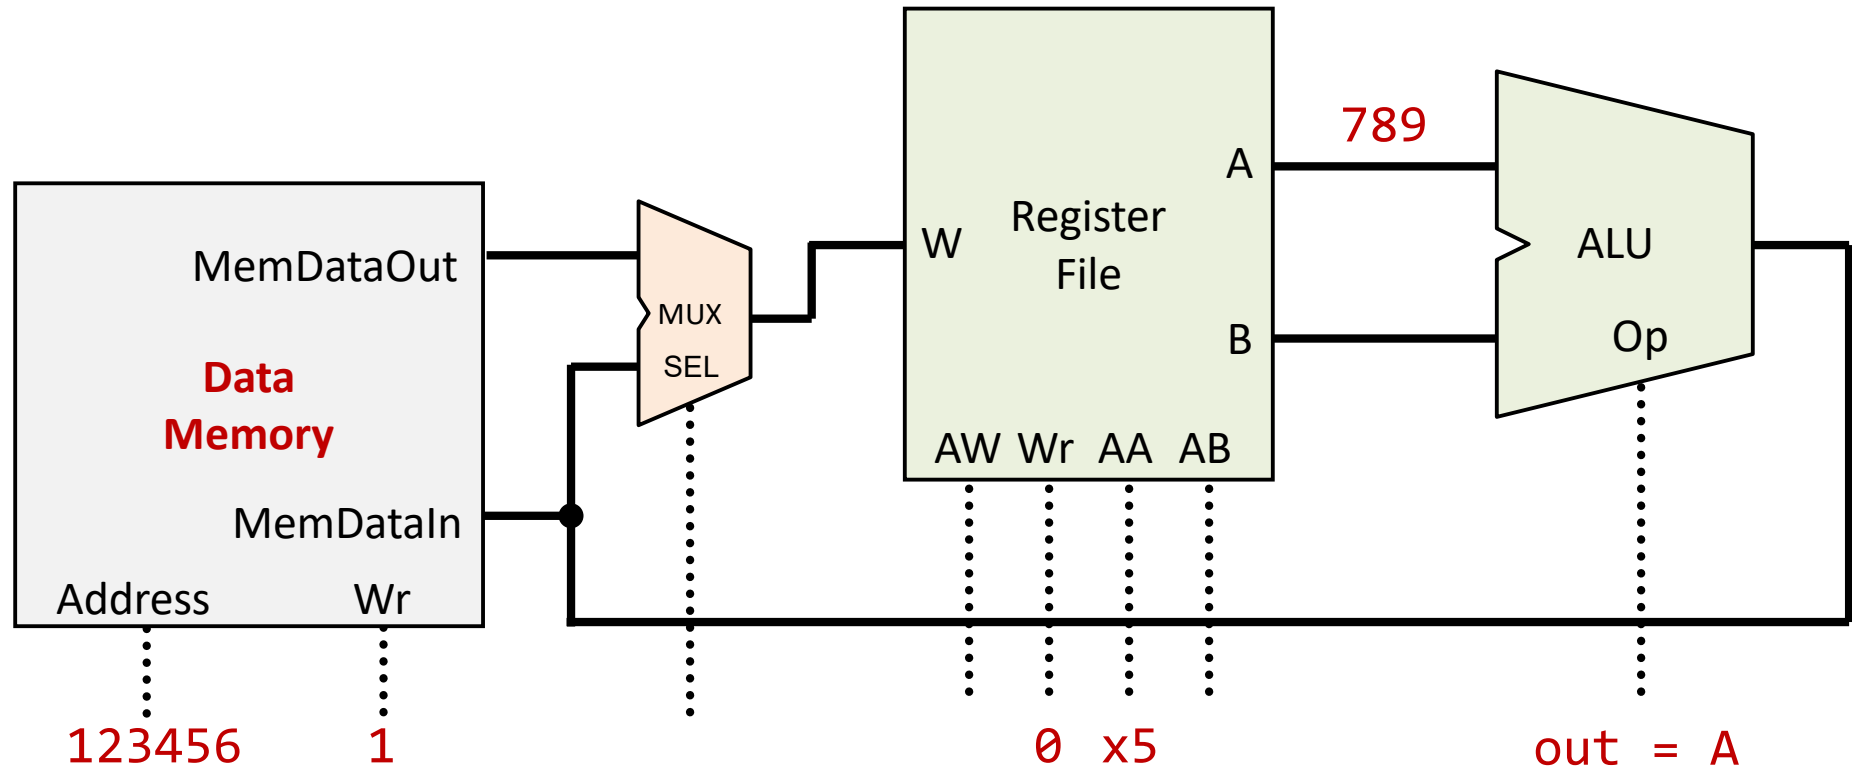 789
A
Register
File
W
ALU
MemDataOut
MUX
Op
B
SEL
Data
Memory
AW Wr AA AB
MemDataIn
Address Wr
123456 1 0 x5 out = A